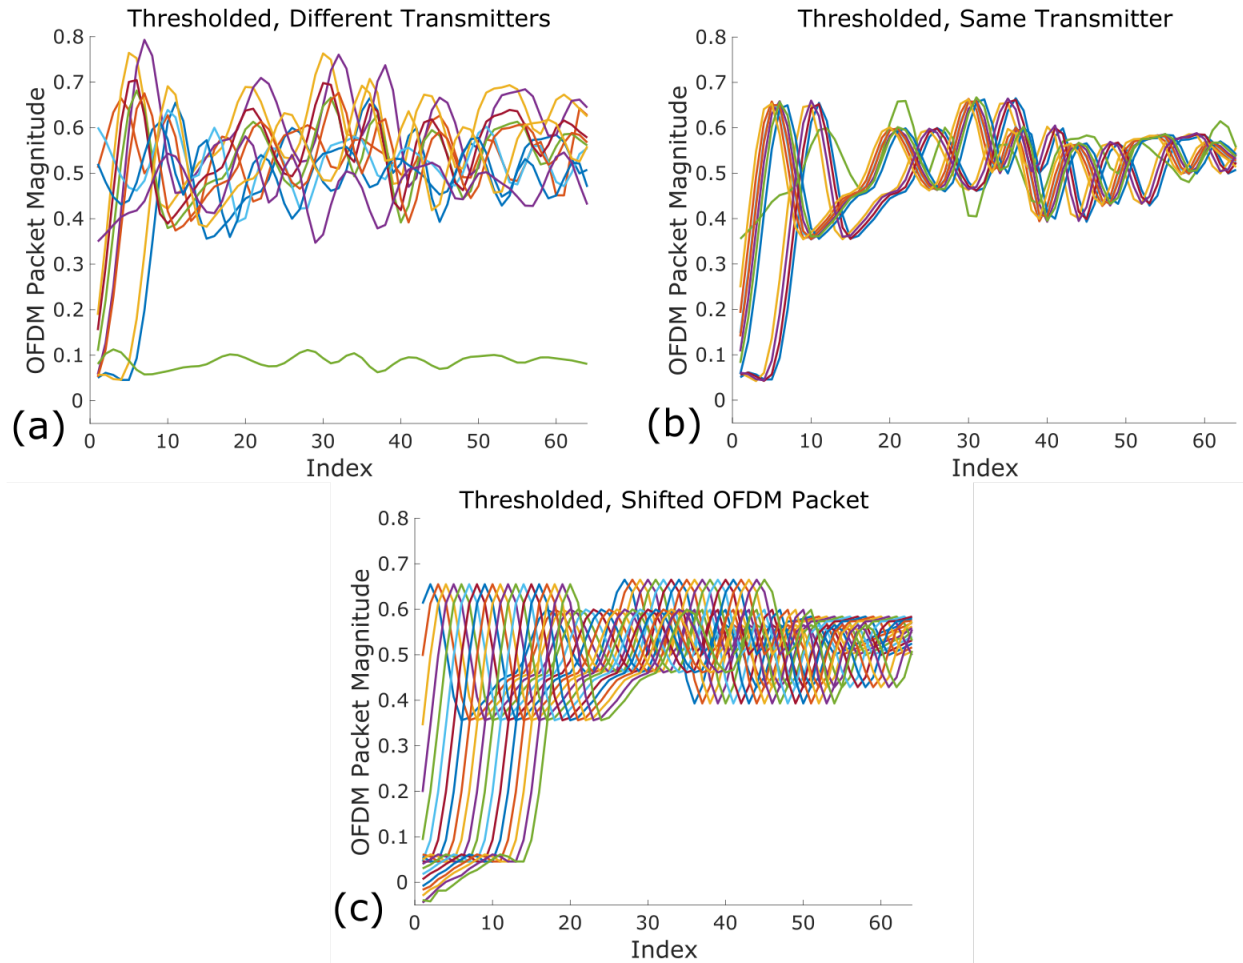 Thresholded, Different Transmitters
OFDM Packet Magnitude
0.8
0.7
0.6
0.5
0.4
0.3
0.2
0.1
0
0 10 20 30 40 50 60
Index
(a)
Thresholded, Same Transmitter
OFDM Packet Magnitude
0.8
0.7
0.6
0.5
0.4
0.3
0.2
0.1
0
0 10 20 30 40 50 60
Index
(b)
Thresholded, Shifted OFDM Packet
OFDM Packet Magnitude
0.8
0.7
0.6
0.5
0.4
0.3
0.2
0.1
0
0 10 20 30 40 50 60
Index
(c)